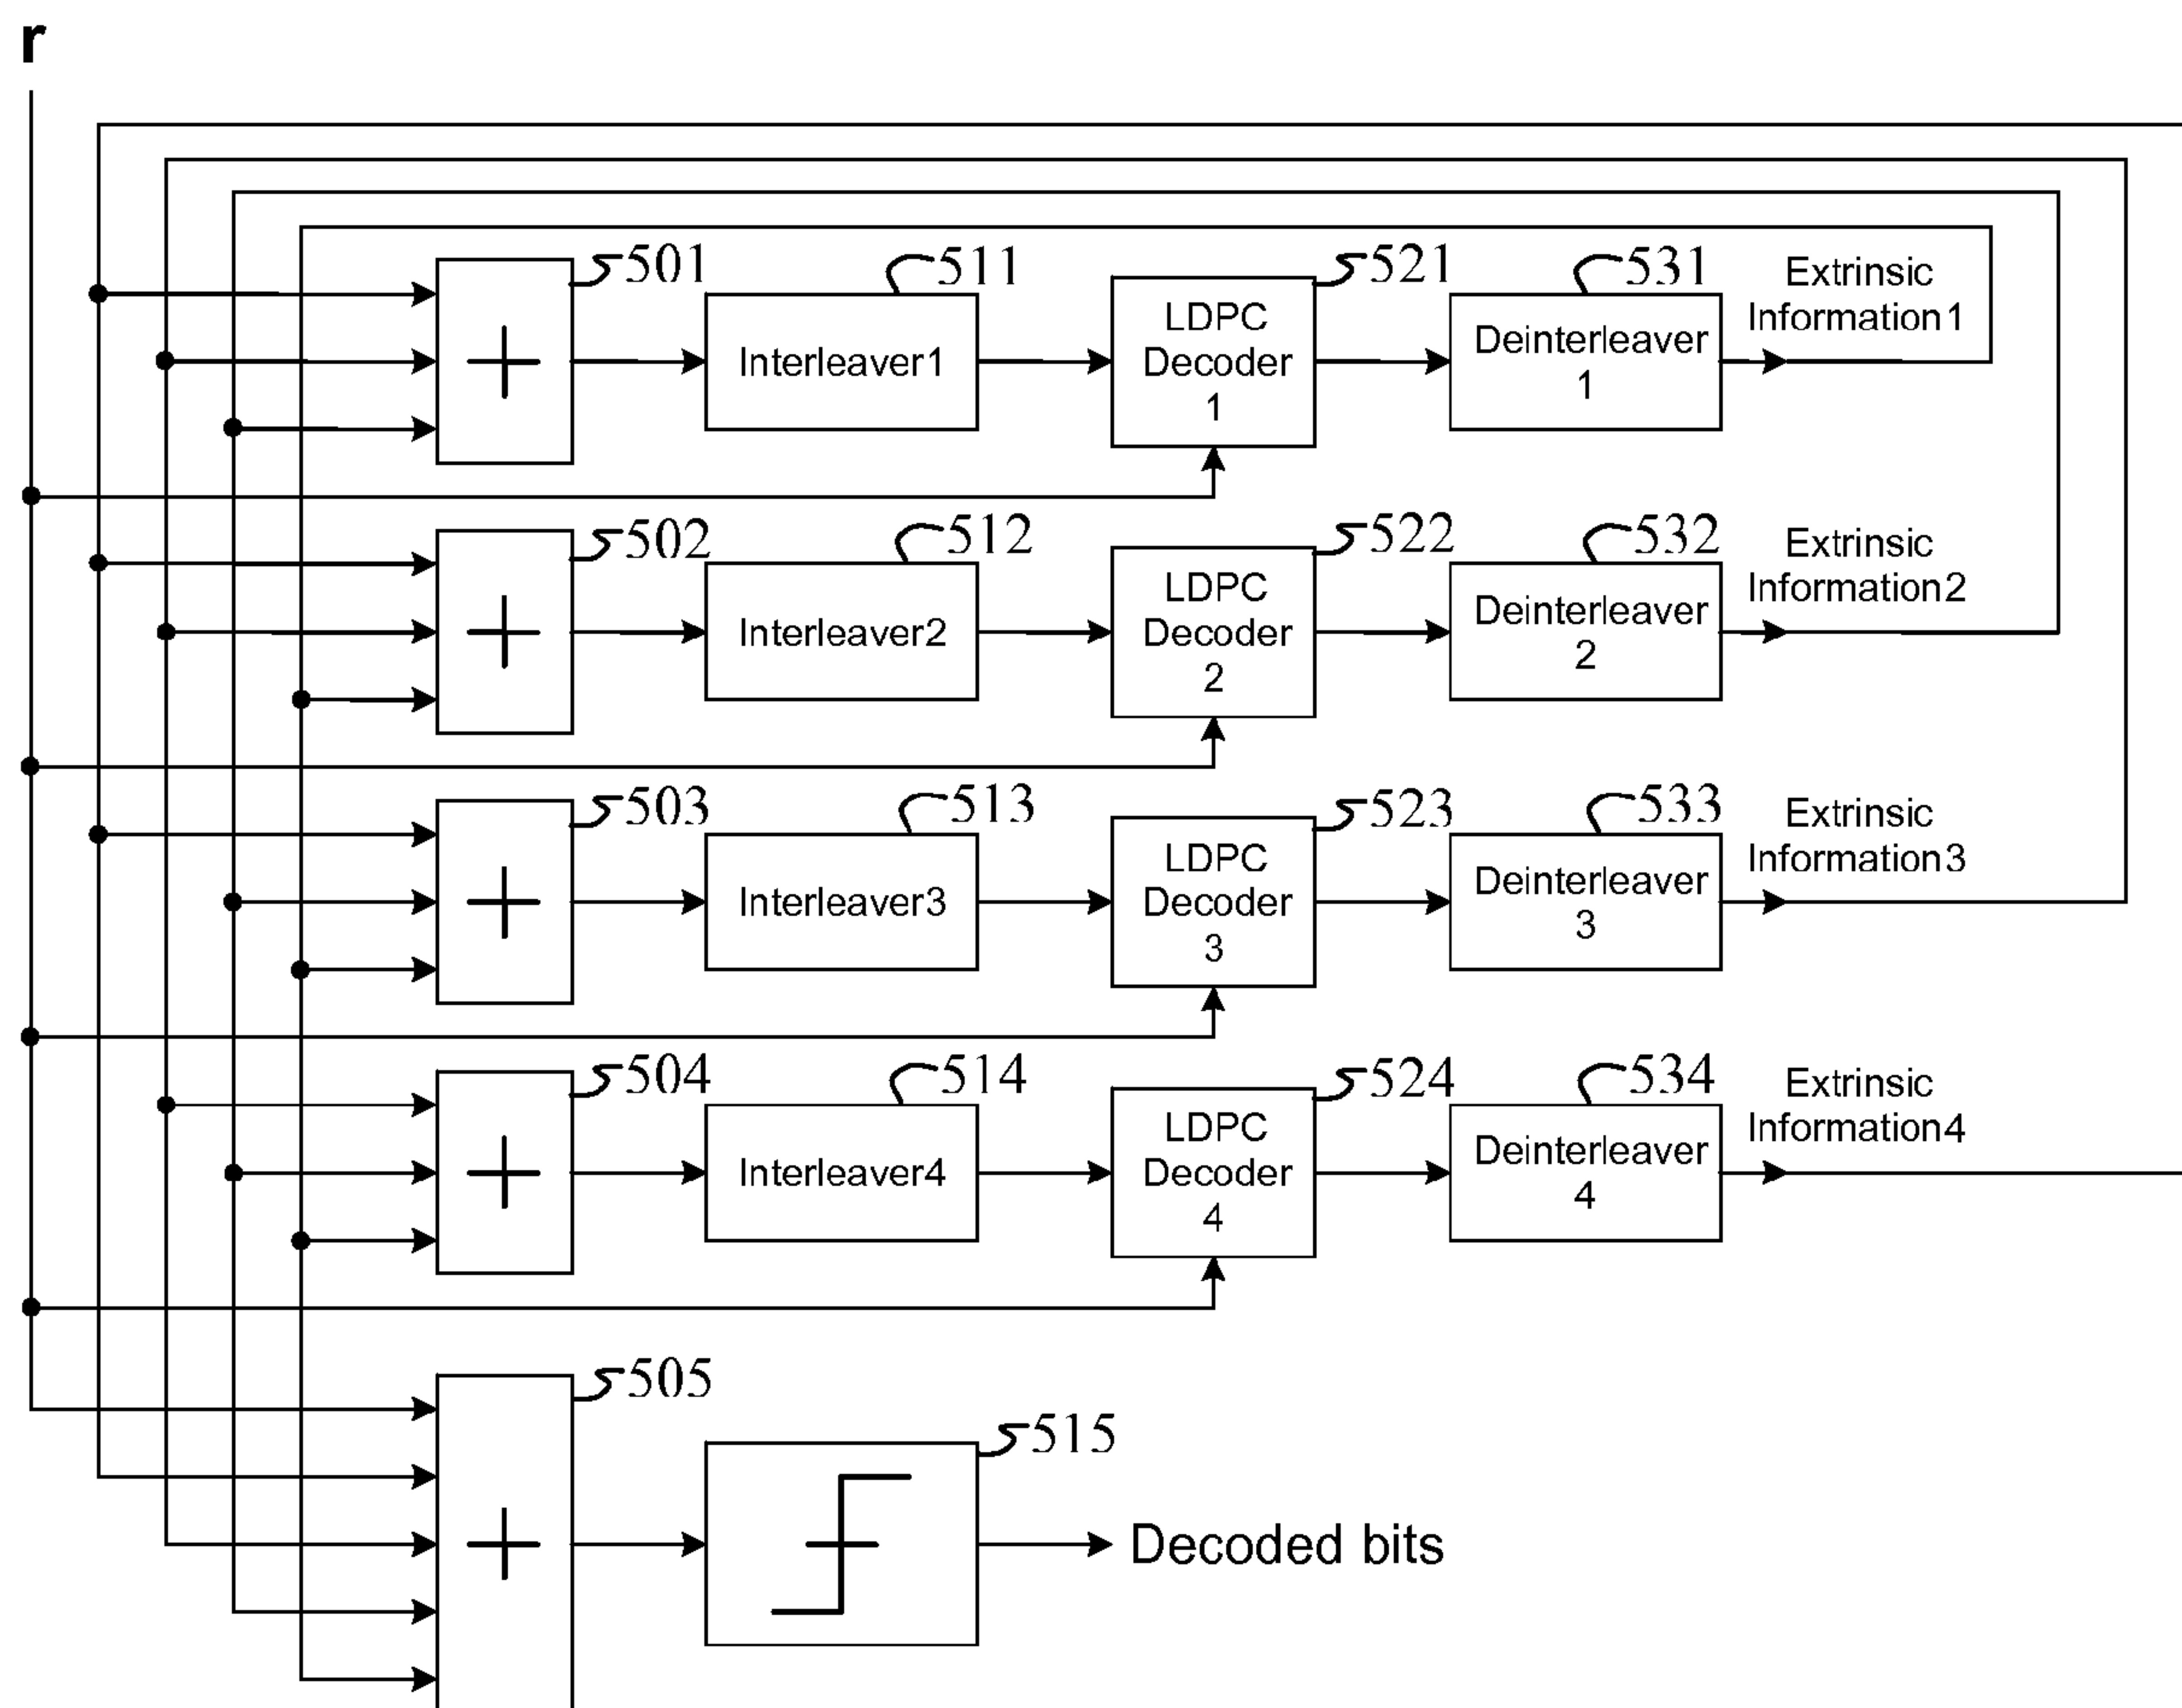 r
501
511
521
531
Extrinsic
Information1
+
Interleaver1
LDPC
Decoder
1
Deinterleaver
1
502
512
522
532
Extrinsic
Information2
+
Interleaver2
LDPC
Decoder
2
Deinterleaver
2
503
513
523
533
Extrinsic
Information3
+
Interleaver3
LDPC
Decoder
3
Deinterleaver
3
504
514
524
534
Extrinsic
Information4
+
Interleaver4
LDPC
Decoder
4
Deinterleaver
4
505
515
+
Decoded bits